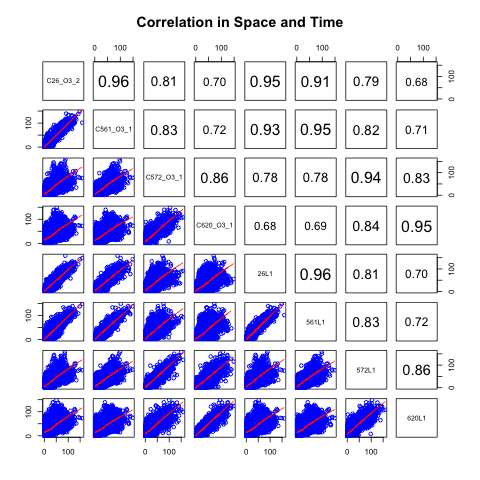 Correlation in Space and Time
0 100 0 100 0 100 0 100
C26_O3_2 0.96 0.81 0.70 0.95 0.91 0.79 0.68 0 100
0 100 C561_O3_1 0.83 0.72 0.93 0.95 0.82 0.71
C572_O3_1 0.86 0.78 0.78 0.94 0.83 0 100
0 100 C620_O3_1 0.68 0.69 0.84 0.95
26L1 0.96 0.81 0.70 0 100
0 100 561L1 0.83 0.72
572L1 0.86 0 100
0 100 620L1
0 100 0 100 0 100 0 100